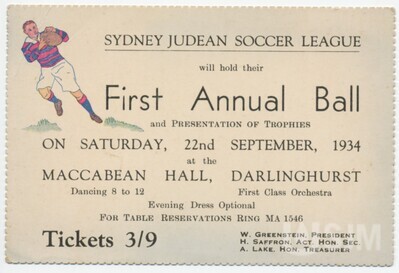 SYDNEY JUDEAN SOCCER LEAGUE
will hold their
First Annual Ball
and PRESENTATION OF TROPHIES
ON SATURDAY, 22nd SEPTEMBER, 1934
at the
MACCABEAN HALL, DARLINGHURST
Dancing 8 to 12 First Class Orchestra
Evening Dress Optional
FOR TABLE RESERVATIONS RING MA 1546
Tickets 3/9
W. GREENSTEIN, PRESIDENT
H. SAFFRON, ACT. HON. SEC.
A. LAKE, HON. TREASURER